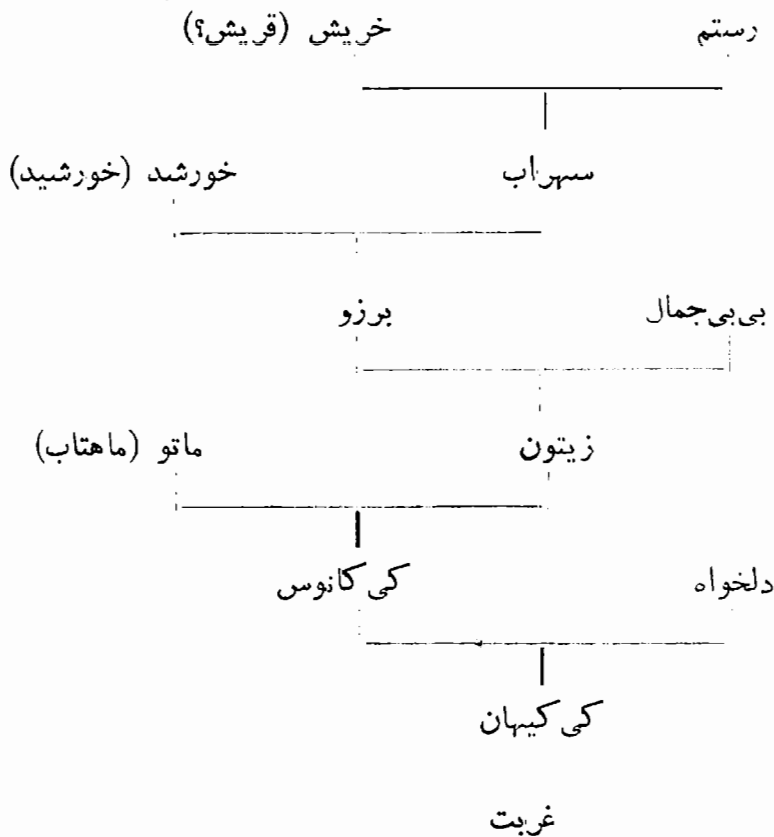 رستم خریش (قریش؟)
سهراب خورشد (خورشید)
بی‌بی‌جمال برزو
زیتون ماتو (ماهتاب)
دلخواه کی‌کانوس
کی‌کیهان
غربت